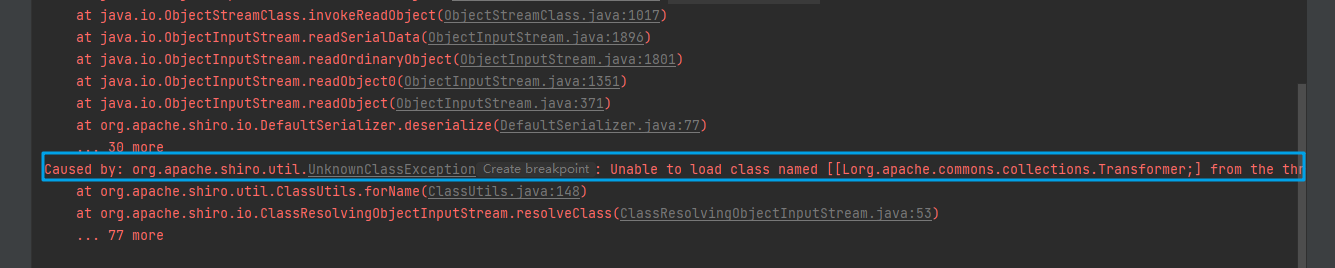 at java.io.ObjectStreamClass.invokeReadObject(ObjectStreamClass.java:1017)
at java.io.ObjectInputStream.readSerialData(ObjectInputStream.java:1896)
at java.io.ObjectInputStream.readOrdinaryObject(ObjectInputStream.java:1801)
at java.io.ObjectInputStream.readObject0(ObjectInputStream.java:1351)
at java.io.ObjectInputStream.readObject(ObjectInputStream.java:371)
at org.apache.shiro.io.DefaultSerializer.deserialize(DefaultSerializer.java:77)
... 30 more
Caused by: org.apache.shiro.util.UnknownClassException Create breakpoint : Unable to load class named [[Lorg.apache.commons.collections.Transformer;] from the
at org.apache.shiro.util.ClassUtils.forName(ClassUtils.java:148)
at org.apache.shiro.io.ClassResolvingObjectInputStream.resolveClass(ClassResolvingObjectInputStream.java:53)
... 77 more